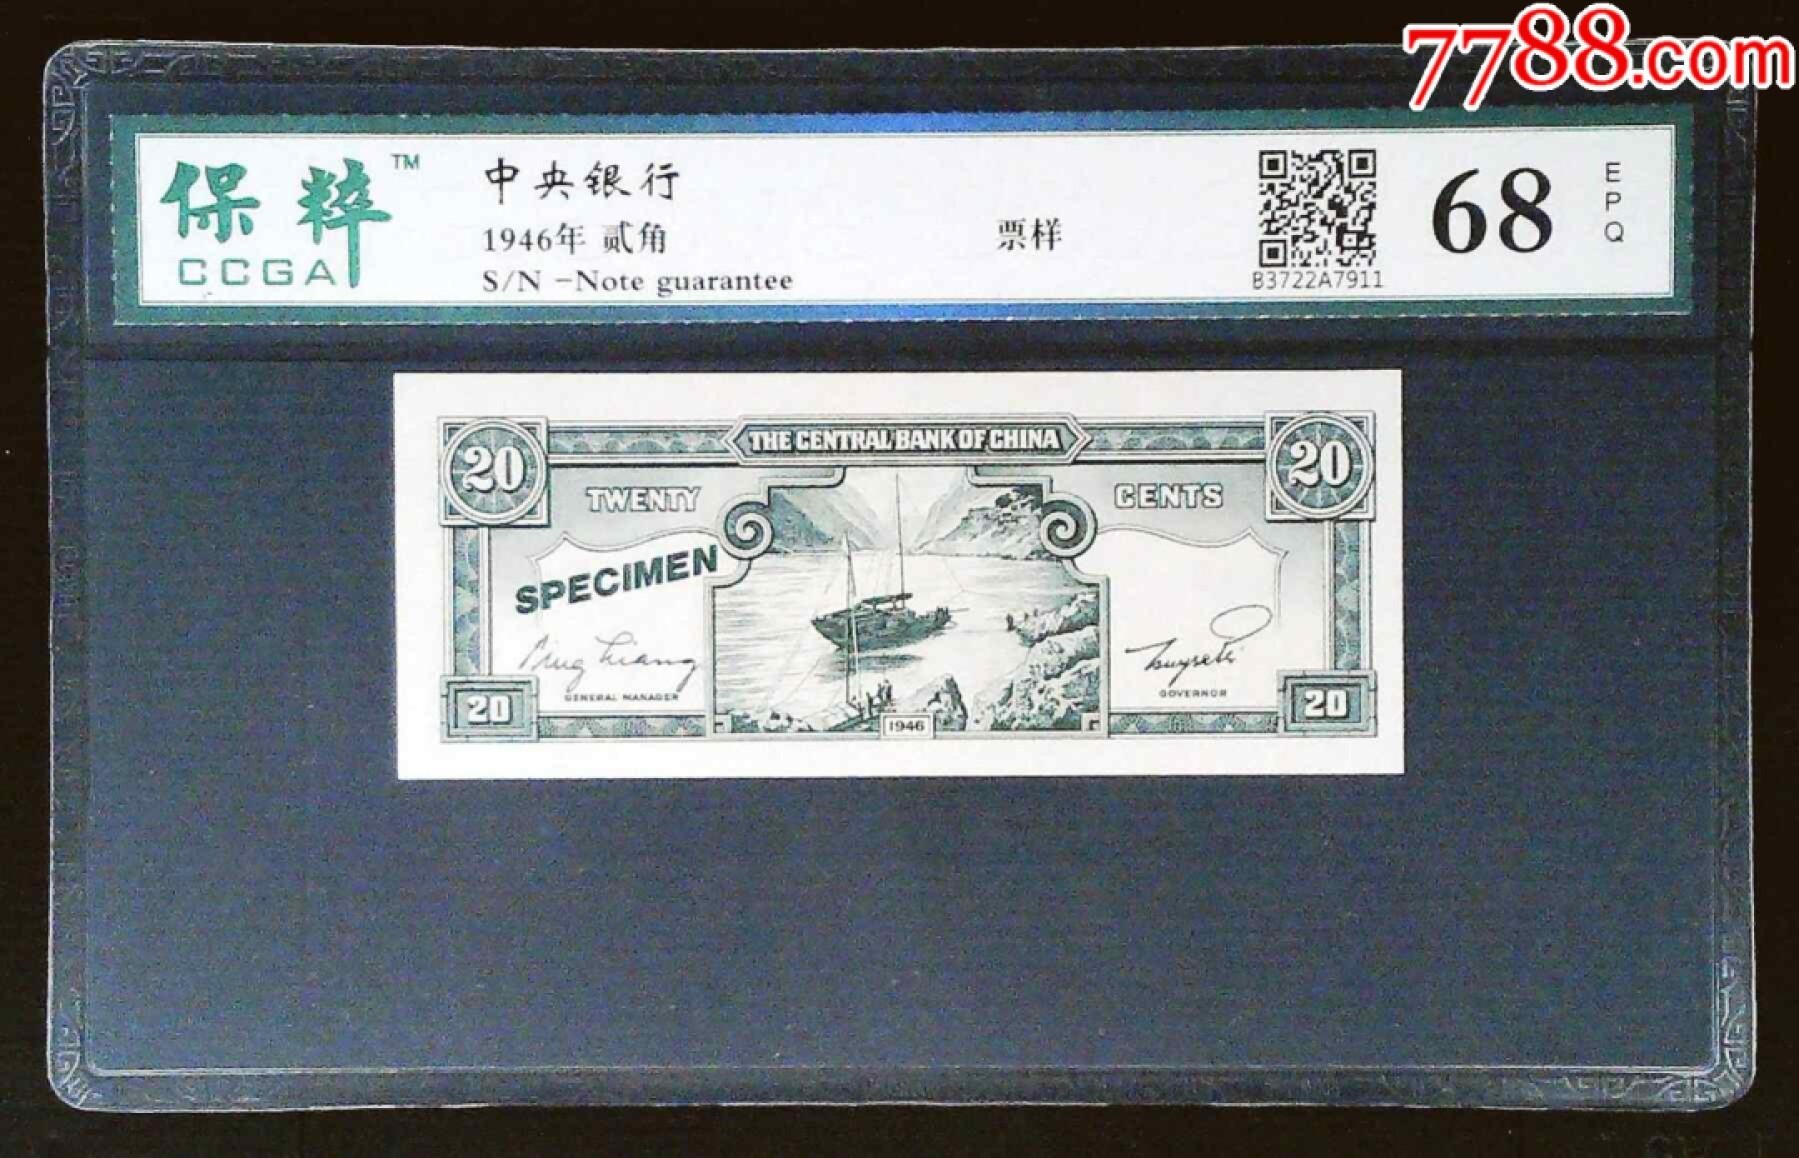 7788.com
保粹™
CCGA
中央银行
1946年 贰角
票样
S/N -Note guarantee
B3722A7911
68
EPQ
THE CENTRAL BANK OF CHINA
20
20
TWENTY
CENTS
SPECIMEN
GENERAL MANAGER
GOVERNOR
20
1946
20